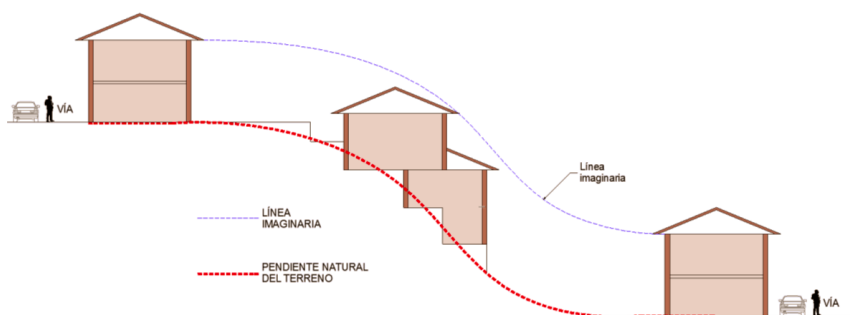 VÍA
Línea
imaginaria
LÍNEA
IMAGINARIA
PENDIENTE NATURAL
DEL TERRENO
VÍA